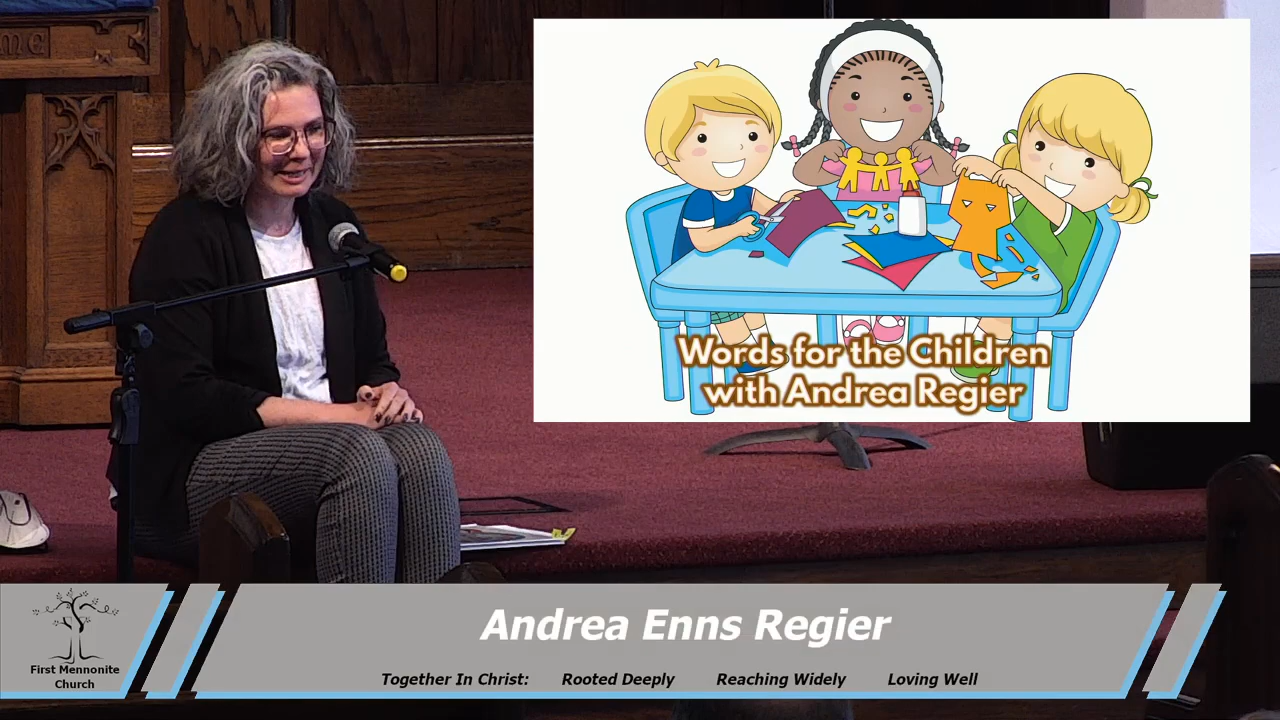 Words for the Children
with Andrea Regier
Andrea Enns Regier
First Mennonite
Church
Together In Christ: Rooted Deeply Reaching Widely Loving Well